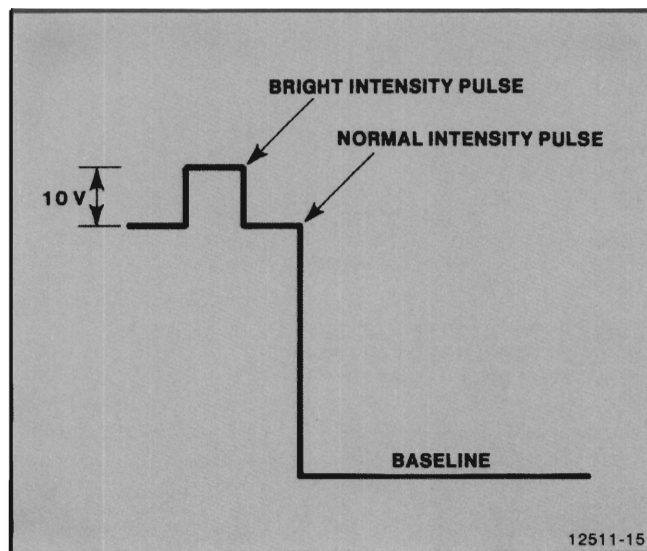 BRIGHT INTENSITY PULSE
NORMAL INTENSITY PULSE
10 V
BASELINE
12511-15